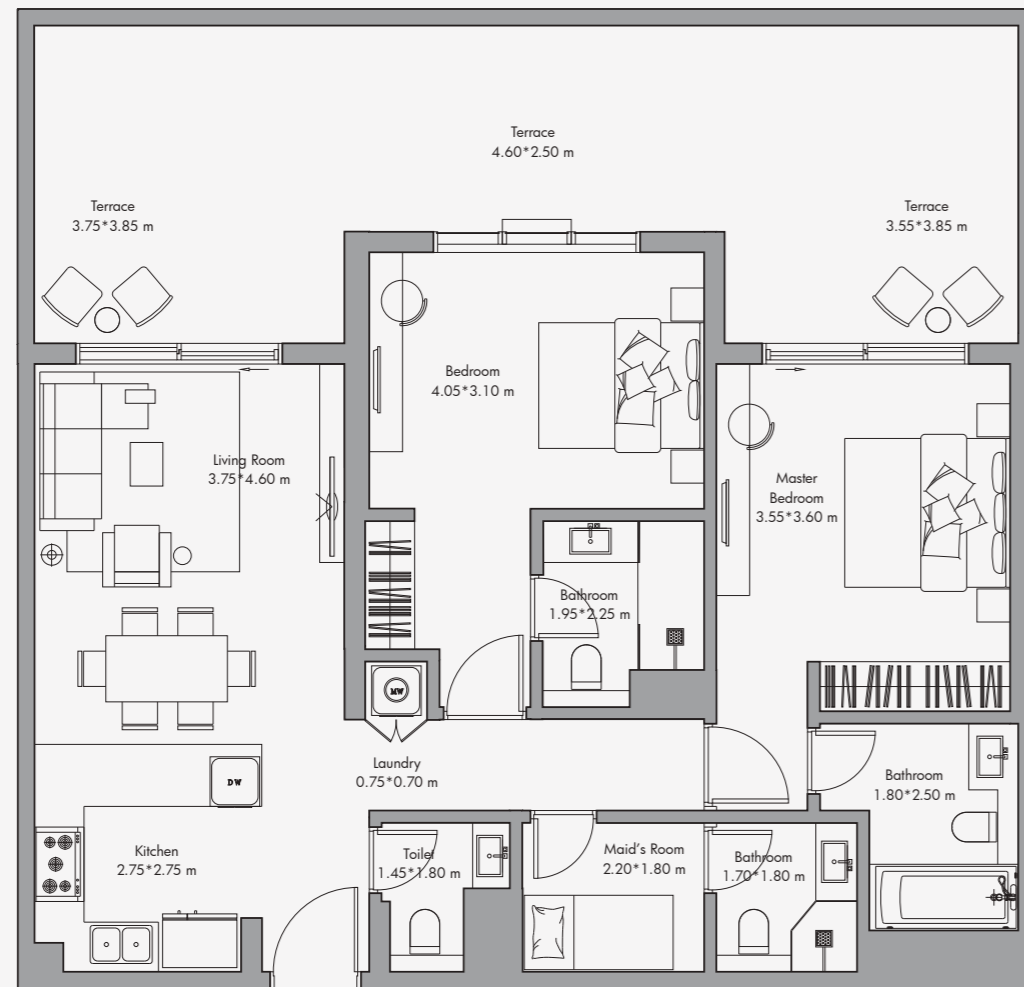 Terrace
4.60*2.50 m
Terrace
3.75*3.85 m
Terrace
3.55*3.85 m
Bedroom
4.05*3.10 m
Living Room
3.75*4.60 m
Master
Bedroom
3.55*3.60 m
Bathroom
1.95*2.25 m
MW
Laundry
0.75*0.70 m
DW
Bathroom
1.80*2.50 m
Kitchen
2.75*2.75 m
Toilet
1.45*1.80 m
Maid's Room
2.20*1.80 m
Bathroom
1.70*1.80 m